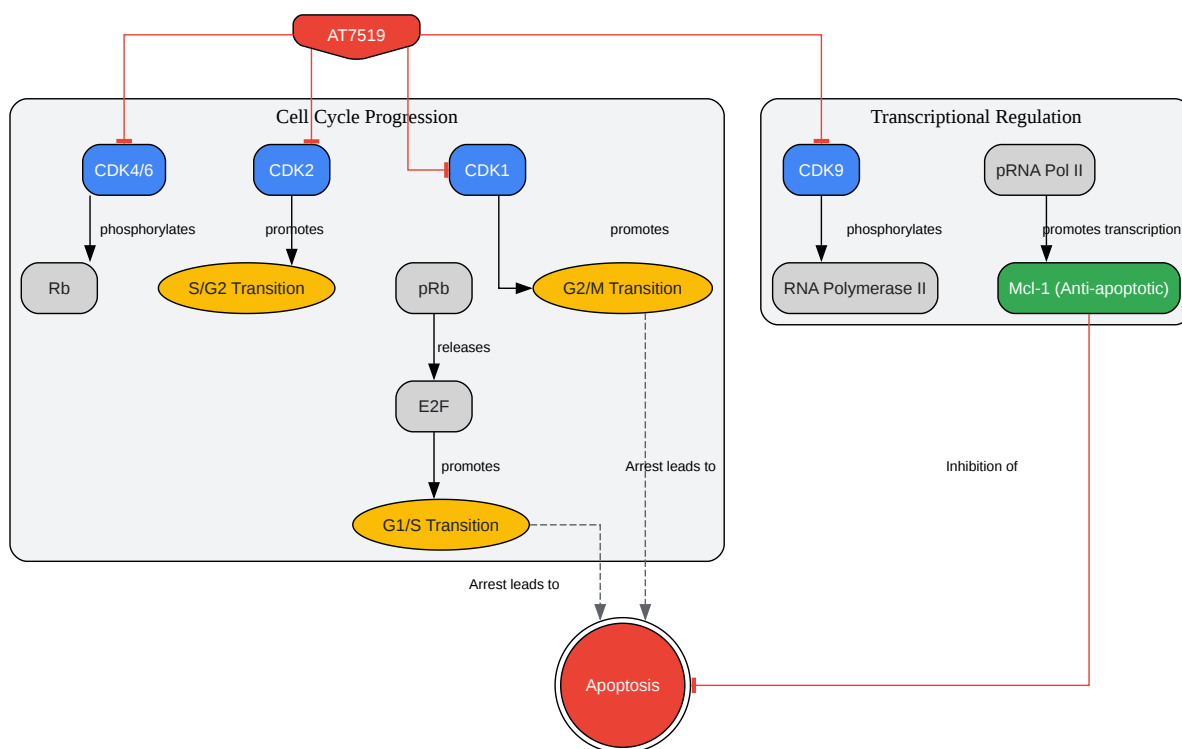 AT7519
Cell Cycle Progression
Transcriptional Regulation
CDK4/6
CDK2
CDK1
CDK9
pRNA Pol II
phosphorylates
promotes
promotes
phosphorylates
promotes transcription
Rb
S/G2 Transition
pRb
G2/M Transition
RNA Polymerase II
Mcl-1 (Anti-apoptotic)
releases
E2F
promotes
Arrest leads to
Inhibition of
G1/S Transition
Arrest leads to
Apoptosis